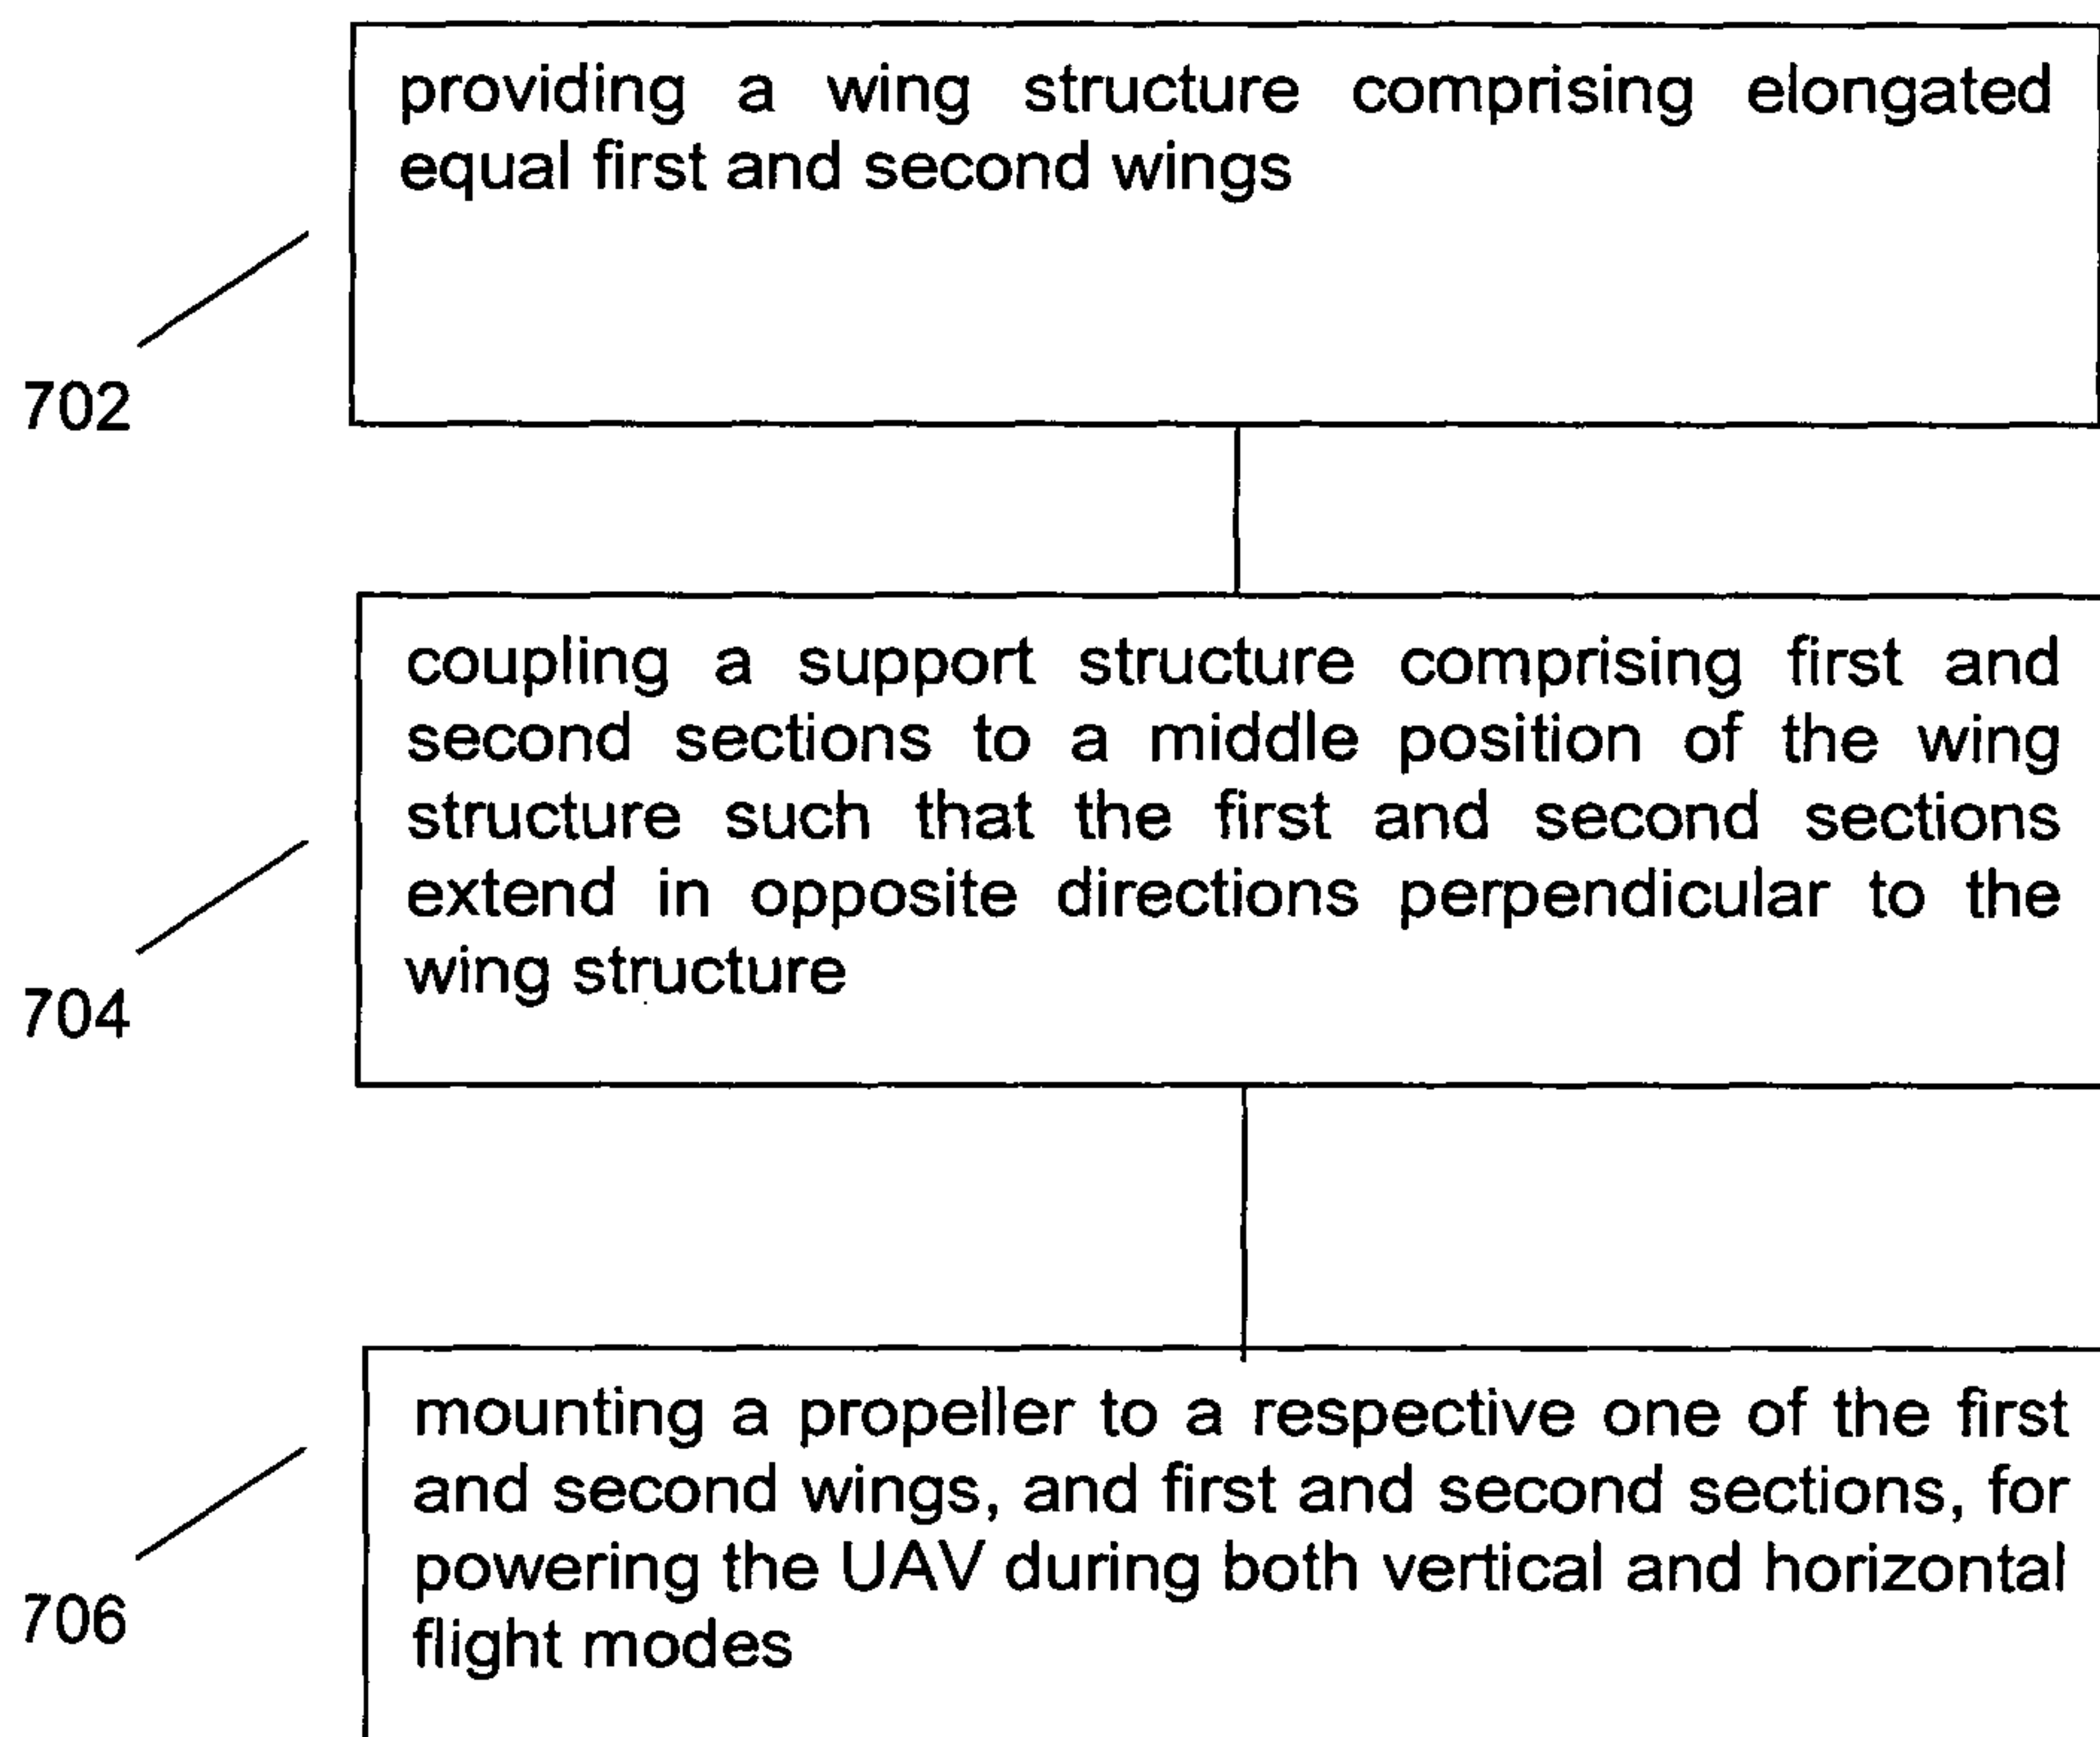 providing a wing structure comprising elongated
equal first and second wings
702
coupling a support structure comprising first and
second sections to a middle position of the wing
structure such that the first and second sections
extend in opposite directions perpendicular to the
wing structure
704
mounting a propeller to a respective one of the first
and second wings, and first and second sections, for
powering the UAV during both vertical and horizontal
flight modes
706